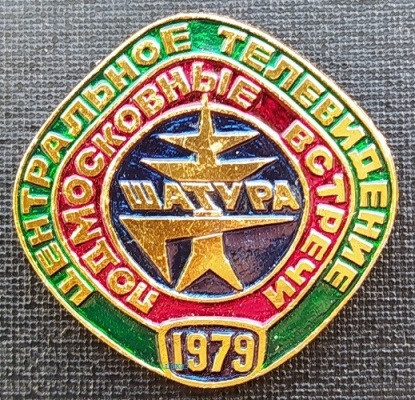 ЦЕНТРАЛЬНОЕ ТЕЛЕВИДЕНИЕ
ПОДМОСКОВНЫЕ ВСТРЕЧИ
ШАТУРА
1979